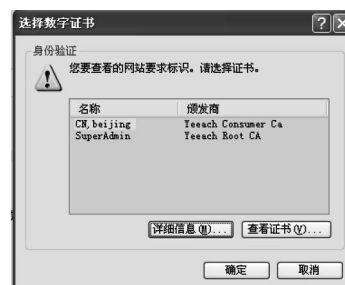 选择数字证书
身份验证
您要查看的网站要求标识。请选择证书。
名称 颁发商
CN,beijing Yeeach Consumer Ca
SuperAdmin Yeeach Root CA
详细信息(M)... 查看证书(V)...
确定 取消